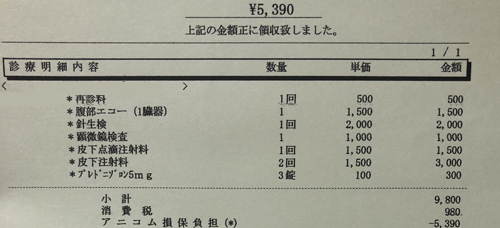 ¥5,390
上記の金額正に領収致しました。
1 / 1
診療明細内容 数量 単価 金額
< >
*再診料 1回 500 500
*腹部エコー (1臓器) 1 1,500 1,500
*針生検 1回 2,000 2,000
*顕微鏡検査 1 1,000 1,000
*皮下点滴注射料 1回 1,500 1,500
*皮下注射料 2回 1,500 3,000
*プレドニゾロン5mg 3錠 100 300
小計 9,800
消費税 980
アニコム損保負担(*) -5,390